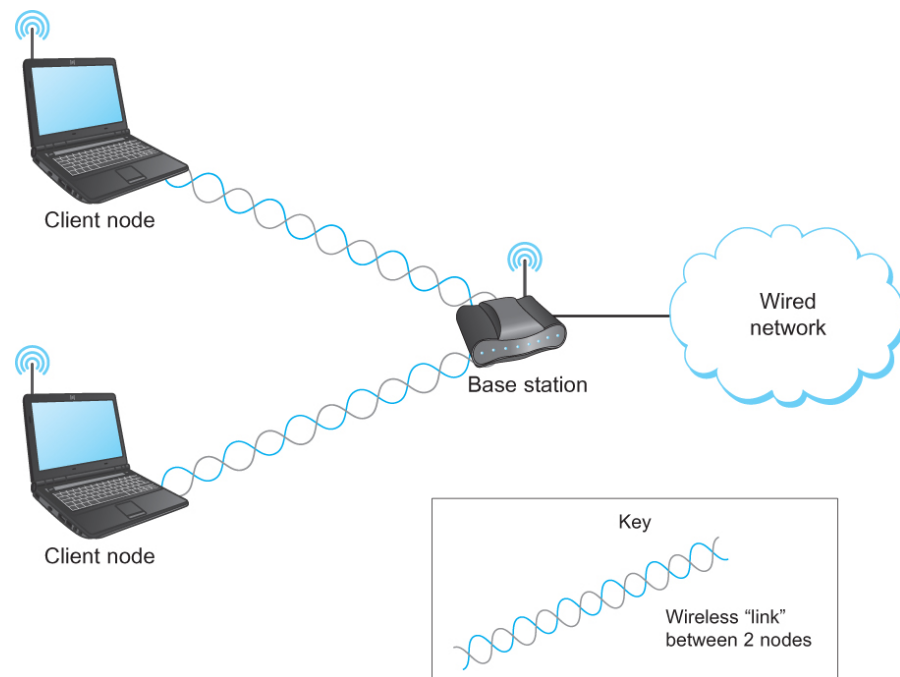 Client node
Wired
network
Base station
Client node
Key
Wireless “link”
between 2 nodes